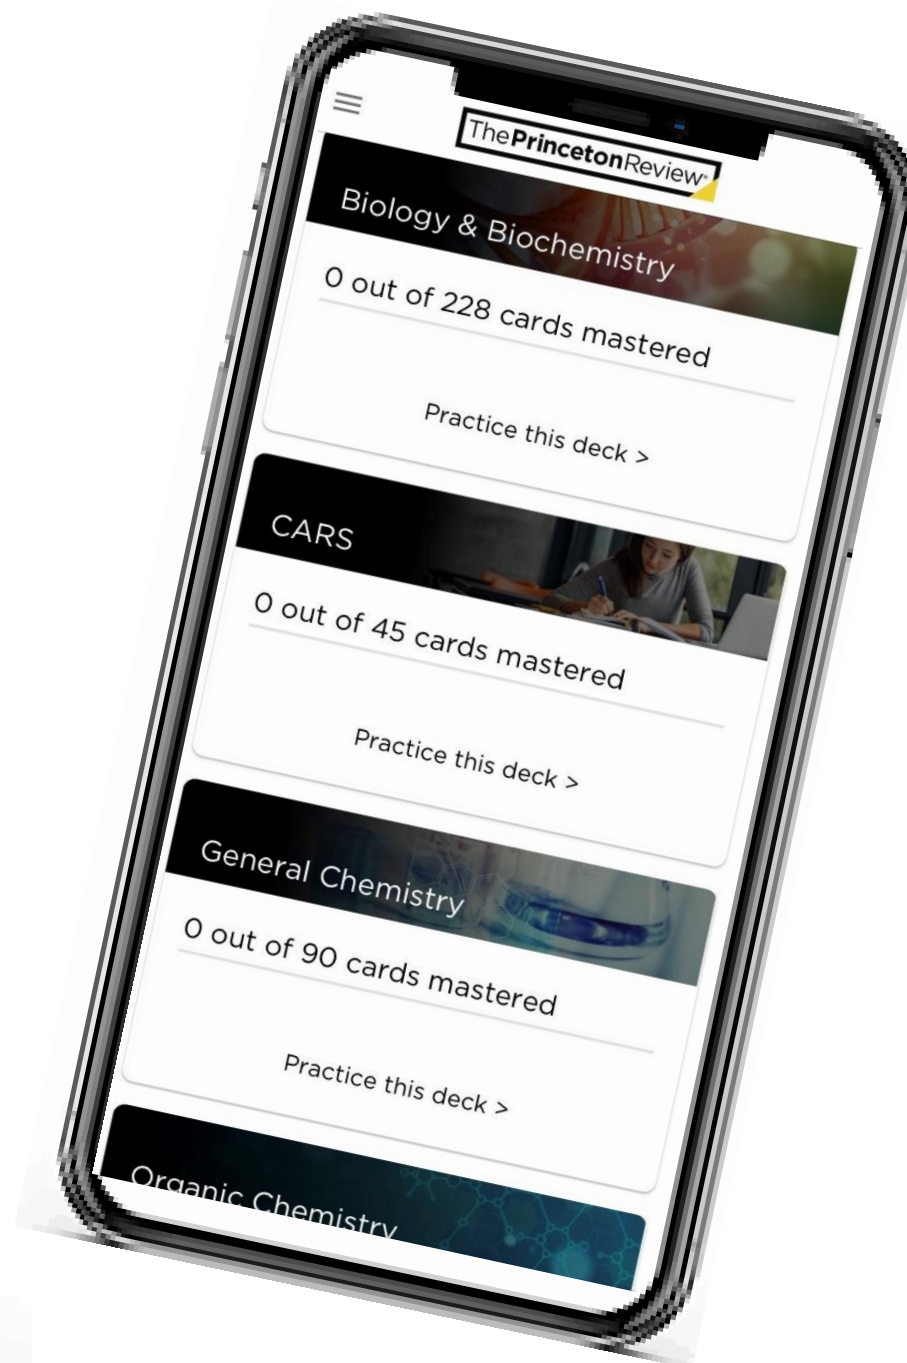 ThePrincetonReview®
Biology & Biochemistry
0 out of 228 cards mastered
Practice this deck >
CARS
0 out of 45 cards mastered
Practice this deck >
General Chemistry
0 out of 90 cards mastered
Practice this deck >
Organic Chemistry